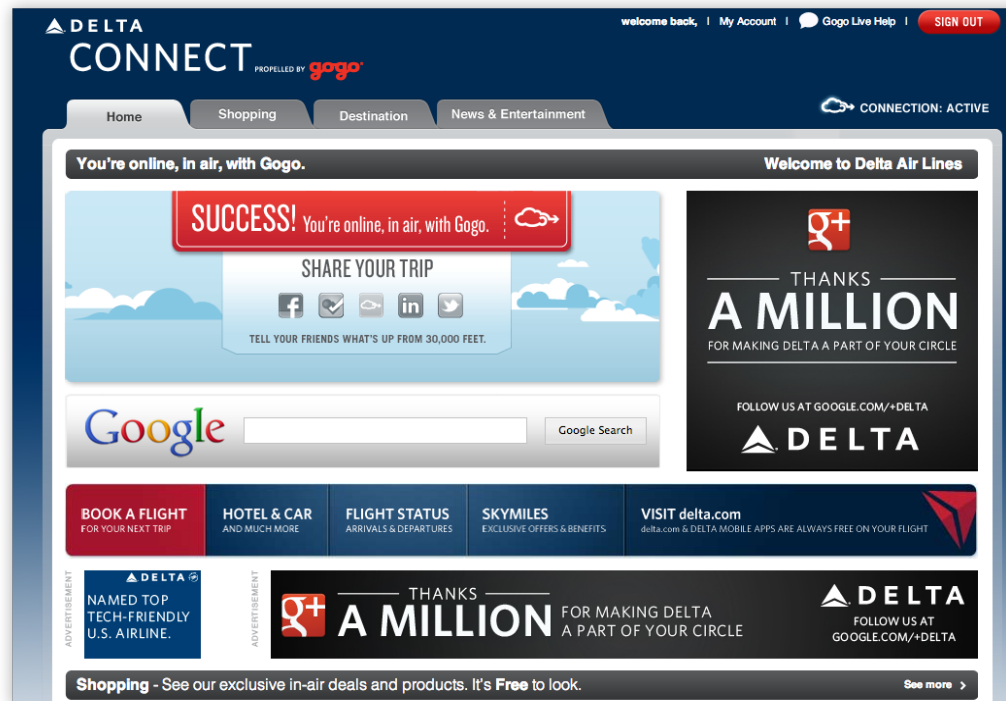 DELTA
CONNECT PROPELLED BY gogo
welcome back, | My Account | Gogo Live Help | SIGN OUT
Home Shopping Destination News & Entertainment
CONNECTION: ACTIVE
You're online, in air, with Gogo. Welcome to Delta Air Lines
SUCCESS! You're online, in air, with Gogo.
SHARE YOUR TRIP
f in
TELL YOUR FRIENDS WHAT'S UP FROM 30,000 FEET.
g+
THANKS
A MILLION
FOR MAKING DELTA A PART OF YOUR CIRCLE
FOLLOW US AT GOOGLE.COM/+DELTA
DELTA
Google Google Search
BOOK A FLIGHT
FOR YOUR NEXT TRIP
HOTEL & CAR
AND MUCH MORE
FLIGHT STATUS
ARRIVALS & DEPARTURES
SKYMILES
EXCLUSIVE OFFERS & BENEFITS
VISIT delta.com
delta.com & DELTA MOBILE APPS ARE ALWAYS FREE ON YOUR FLIGHT
ADVERTISEMENT
DELTA
NAMED TOP
TECH-FRIENDLY
U.S. AIRLINE.
ADVERTISEMENT
g+
THANKS
A MILLION
FOR MAKING DELTA
A PART OF YOUR CIRCLE
DELTA
FOLLOW US AT
GOOGLE.COM/+DELTA
Shopping - See our exclusive in-air deals and products. It's Free to look. See more >